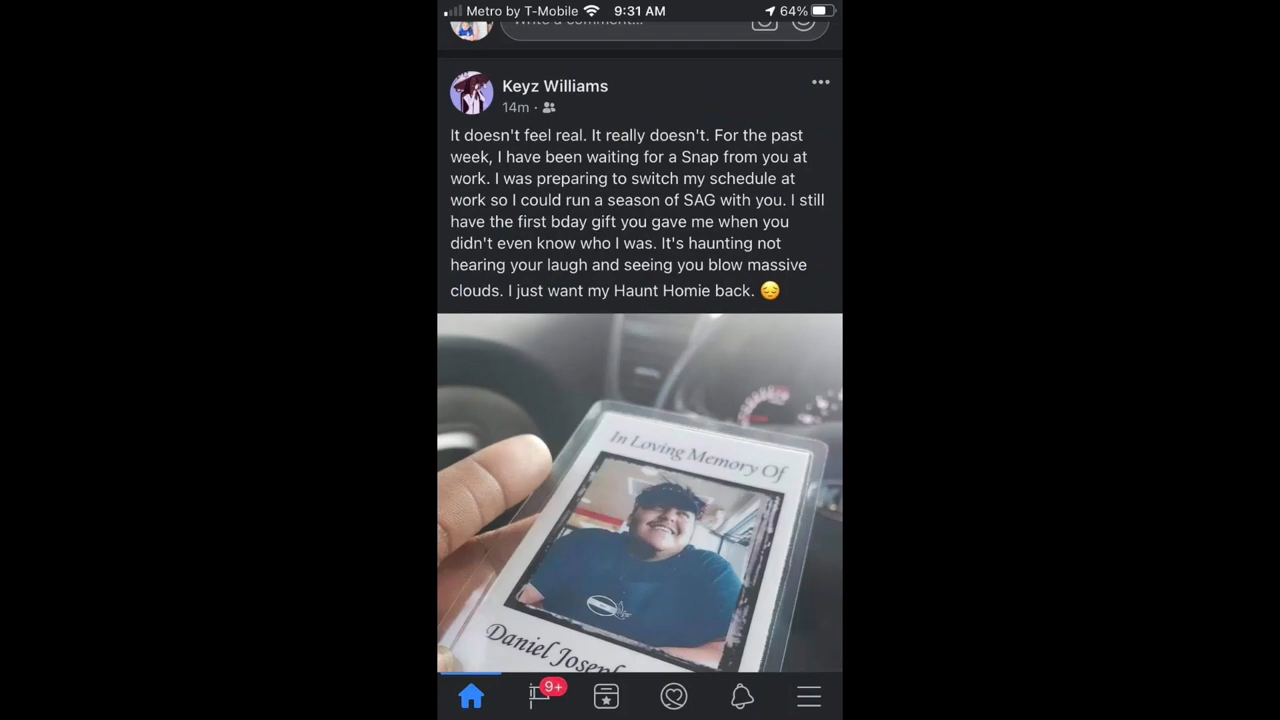 Metro by T-Mobile 9:31 AM 64%
Write a comment...
Keyz Williams
14m ·
It doesn't feel real. It really doesn't. For the past
week, I have been waiting for a Snap from you at
work. I was preparing to switch my schedule at
work so I could run a season of SAG with you. I still
have the first bday gift you gave me when you
didn't even know who I was. It's haunting not
hearing your laugh and seeing you blow massive
clouds. I just want my Haunt Homie back. 😔
In Loving Memory Of
Daniel Joseph
9+